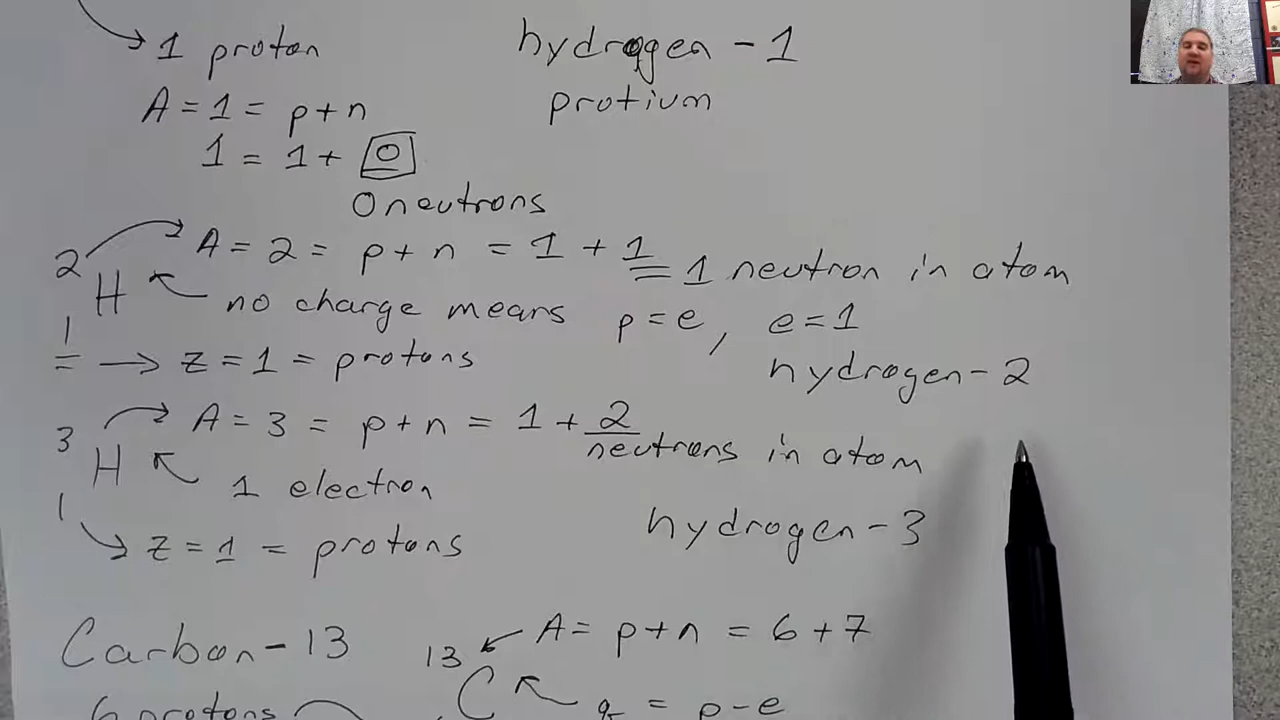 1 proton
hydrogen - 1
A = 1 = p + n
protium
1 = 1 + 0
0 neutrons
2 A = 2 = p + n = 1 + 1 = 1 neutron in atom
H no charge means p = e, e = 1
1 → z = 1 = protons
hydrogen - 2
3 A = 3 = p + n = 1 + 2 neutrons in atom
H 1 electron
1 z = 1 = protons
hydrogen - 3
Carbon - 13
13 A = p + n = 6 + 7
C q = p - e
6 protons